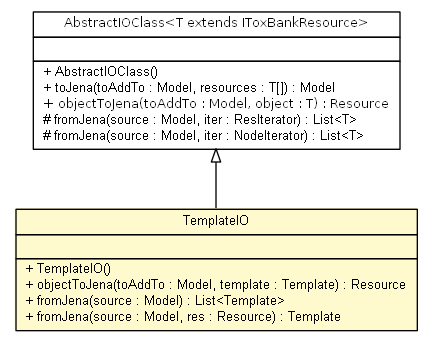 AbstractIOClass<T extends IToxBankResource>
+ AbstractIOClass()
+ toJena(toAddTo : Model, resources : T[]) : Model
+ objectToJena(toAddTo : Model, object : T) : Resource
# fromJena(source : Model, iter : ResIterator) : List<T>
# fromJena(source : Model, iter : NodeIterator) : List<T>
TemplateIO
+ TemplateIO()
+ objectToJena(toAddTo : Model, template : Template) : Resource
+ fromJena(source : Model) : List<Template>
+ fromJena(source : Model, res : Resource) : Template